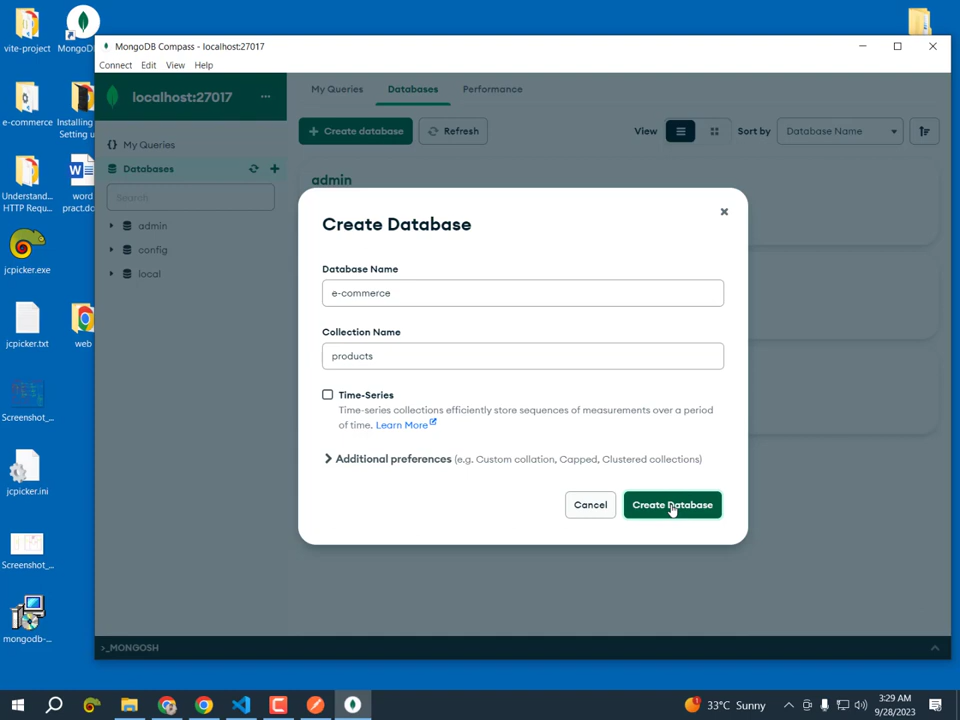 vite-project
MongoDB
MongoDB Compass - localhost:27017
Connect Edit View Help
localhost:27017
My Queries
Databases
Performance
Create database
Refresh
View
Sort by
Database Name
{} My Queries
Databases
Search
admin
config
local
admin
Create Database
Database Name
e-commerce
Collection Name
products
Time-Series
Time-series collections efficiently store sequences of measurements over a period
of time. Learn More
Additional preferences (e.g. Custom collation, Capped, Clustered collections)
Cancel
Create Database
>_MONGOSH
e-commerce
Installing
Setting u
Understand...
HTTP Requ...
word
pract.do
jcpicker.exe
jcpicker.txt
web
Screenshot_...
jcpicker.ini
Screenshot_...
mongodb-...
33°C Sunny
3:29 AM
9/28/2023